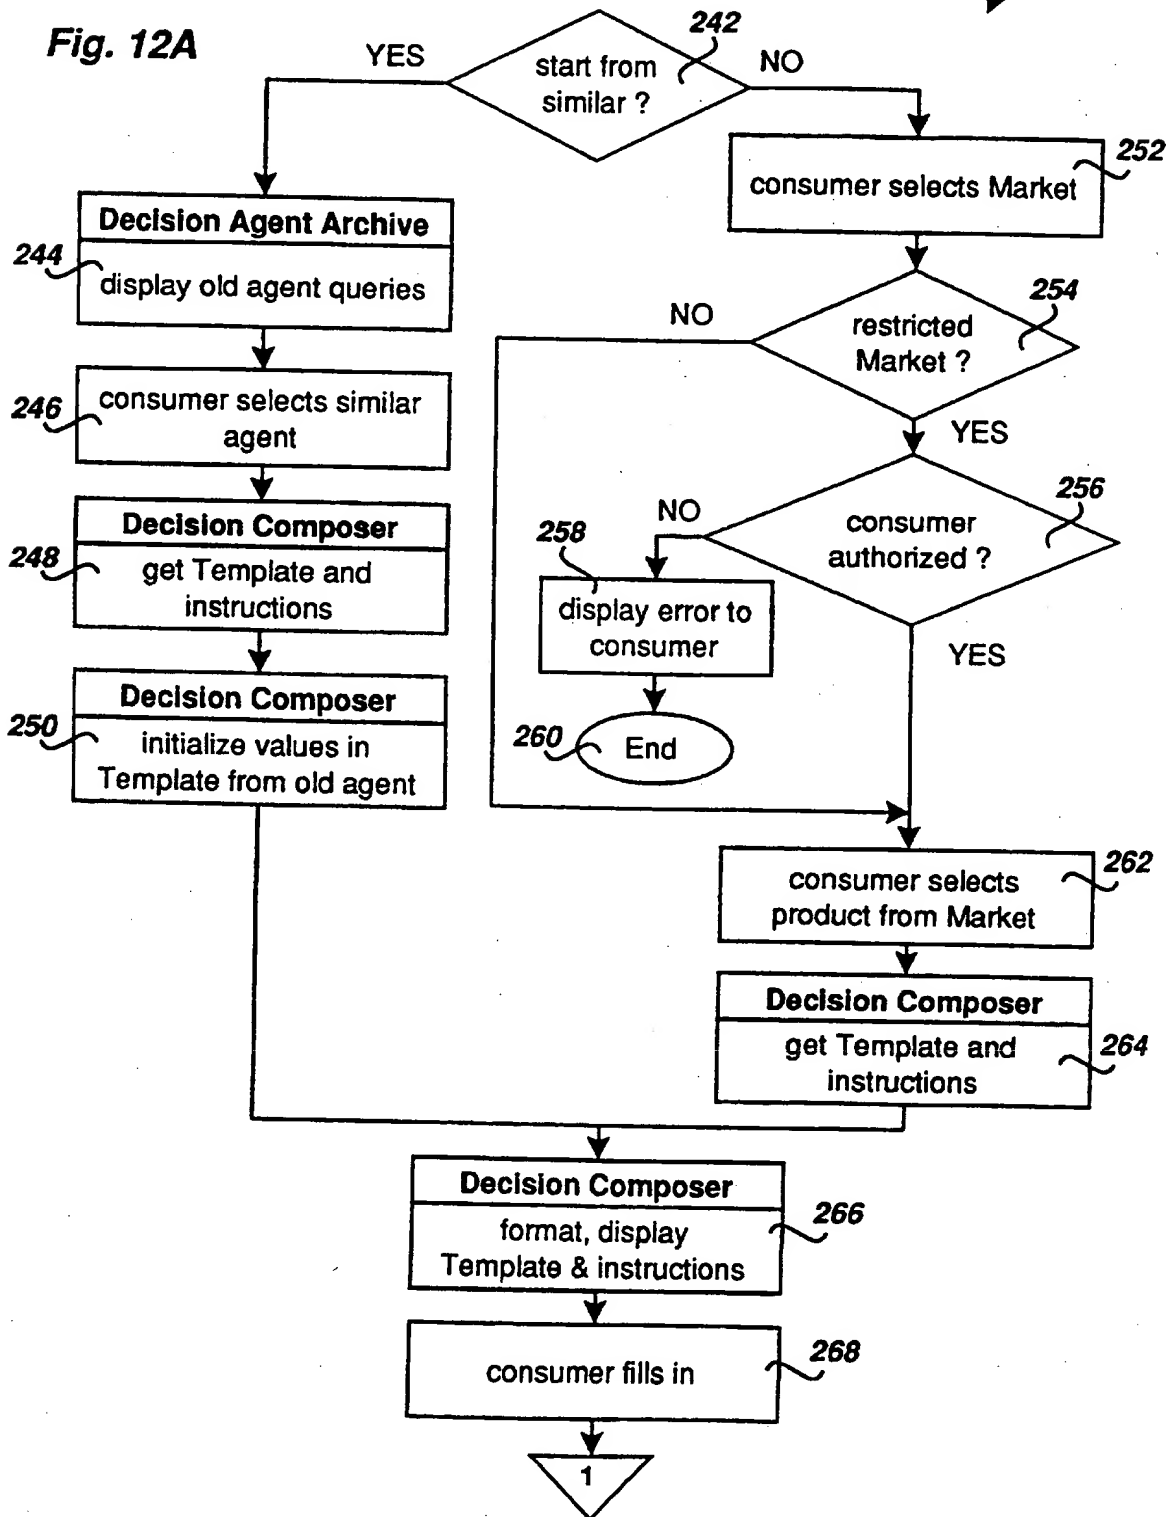 Fig. 12A
242
YES
start from
similar ?
NO
252
consumer selects Market
Decision Agent Archive
244
display old agent queries
254
NO
restricted
Market ?
YES
246
consumer selects similar
agent
256
NO
consumer
authorized ?
YES
Decision Composer
248
get Template and
instructions
258
display error to
consumer
Decision Composer
250
initialize values in
Template from old agent
260
End
262
consumer selects
product from Market
Decision Composer
264
get Template and
instructions
Decision Composer
266
format, display
Template & instructions
268
consumer fills in
1